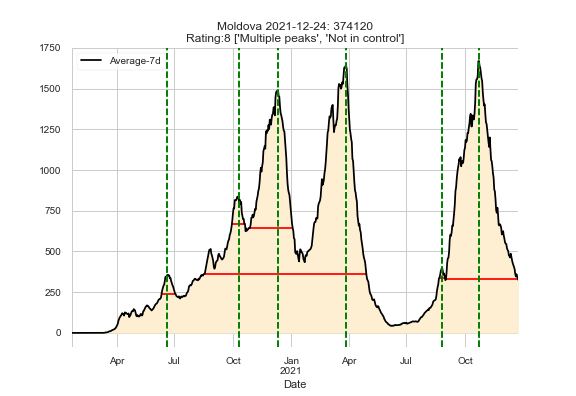 Moldova 2021-12-24: 374120
Rating:8 ['Multiple peaks', 'Not in control']
Average-7d
1750
1500
1250
1000
750
500
250
0
Apr Jul Oct Jan Apr Jul Oct
2021
Date